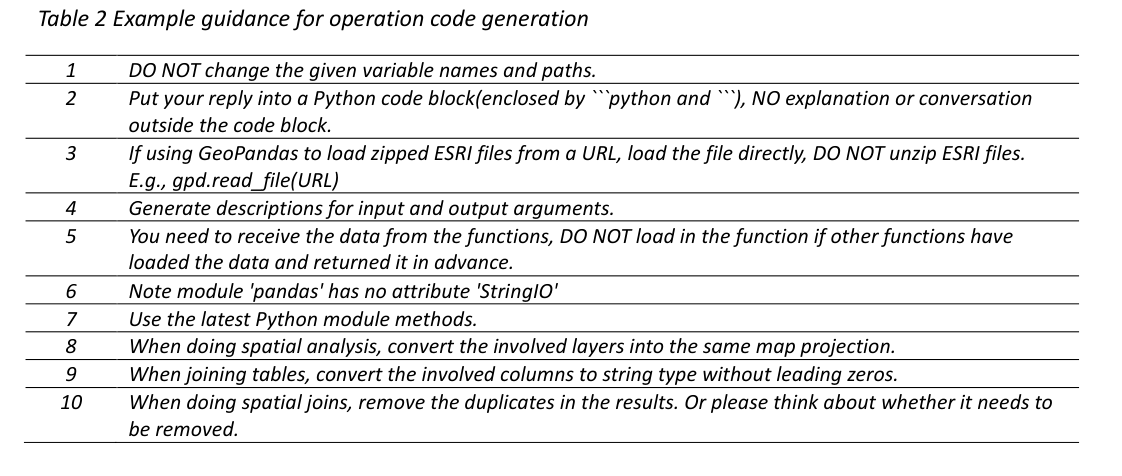 Table 2 Example guidance for operation code generation
1 DO NOT change the given variable names and paths.
2 Put your reply into a Python code block(enclosed by ```python and ```), NO explanation or conversation
outside the code block.
3 If using GeoPandas to load zipped ESRI files from a URL, load the file directly, DO NOT unzip ESRI files.
E.g., gpd.read_file(URL)
4 Generate descriptions for input and output arguments.
5 You need to receive the data from the functions, DO NOT load in the function if other functions have
loaded the data and returned it in advance.
6 Note module 'pandas' has no attribute 'StringIO'
7 Use the latest Python module methods.
8 When doing spatial analysis, convert the involved layers into the same map projection.
9 When joining tables, convert the involved columns to string type without leading zeros.
10 When doing spatial joins, remove the duplicates in the results. Or please think about whether it needs to
be removed.